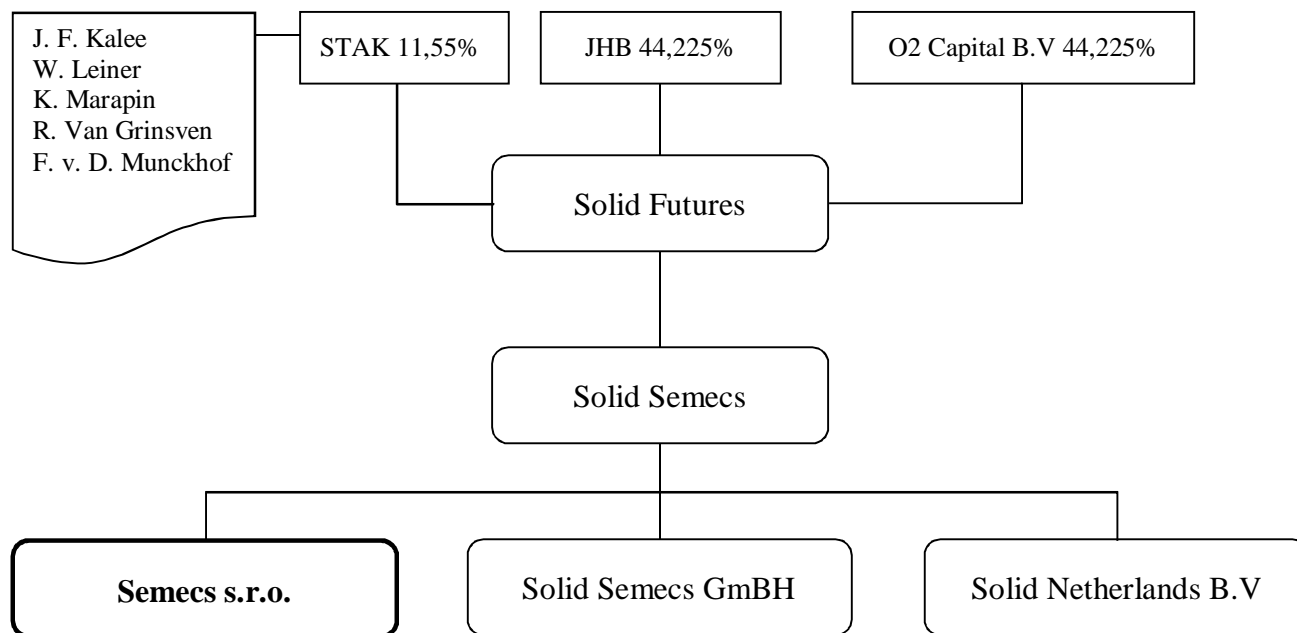 J. F. Kalee
W. Leiner
K. Marapin
R. Van Grinsven
F. v. D. Munckhof
STAK 11,55%
JHB 44,225%
O2 Capital B.V 44,225%
Solid Futures
Solid Semecs
Semecs s.r.o.
Solid Semecs GmBH
Solid Netherlands B.V